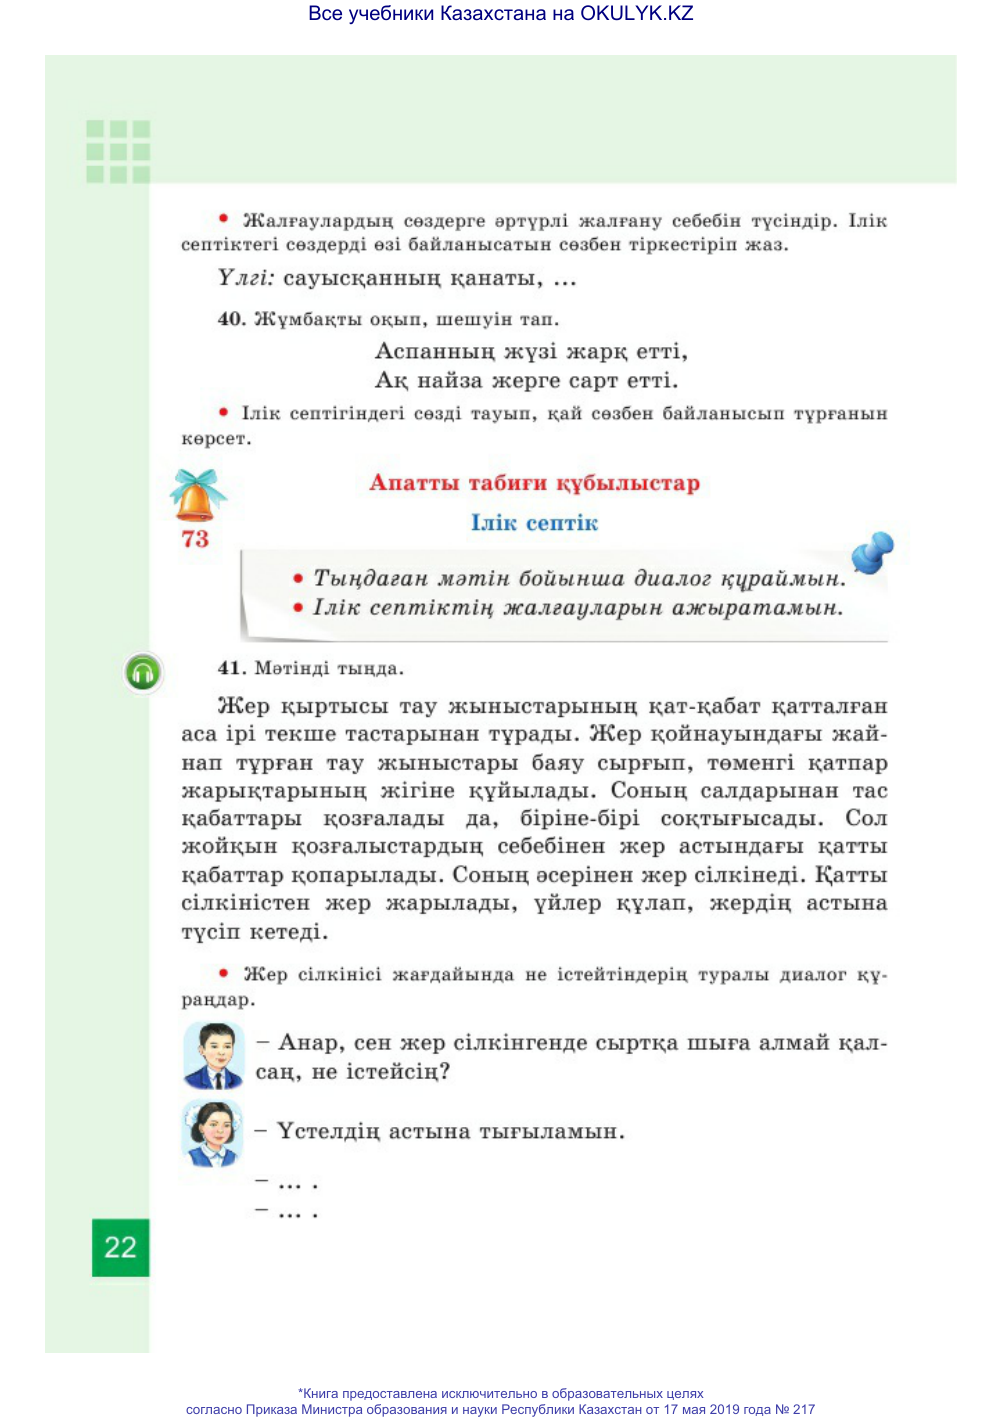 Все учебники Казахстана на OKULYK.KZ
• Жалғаулардың сөздерге әртүрлі жалғану себебін түсіндір. Ілік
септіктегі сөздерді өзі байланысатын сөзбен тіркестіріп жаз.
Үлгі: сауысқанның қанаты, ...
40. Жұмбақты оқып, шешуін тап.
Аспанның жүзі жарқ етті,
Ақ найза жерге сарт етті.
• Ілік септігіндегі сөзді тауып, қай сөзбен байланысып тұрғанын
көрсет.
Апатты табиғи құбылыстар
Ілік септік
73
• Тыңдаған мәтін бойынша диалог құраймын.
• Ілік септіктің жалғауларын ажыратамын.
41. Мәтінді тыңда.
Жер қыртысы тау жыныстарының қат-қабат қатталған
аса ірі текше тастарынан тұрады. Жер қойнауындағы жай-
нап тұрған тау жыныстары баяу сырғып, төменгі қатпар
жарықтарының жігіне құйылады. Соның салдарынан тас
қабаттары қозғалады да, біріне-бірі соқтығысады. Сол
жойқын қозғалыстардың себебінен жер астындағы қатты
қабаттар қопарылады. Соның әсерінен жер сілкінеді. Қатты
сілкіністен жер жарылады, үйлер құлап, жердің астына
түсіп кетеді.
• Жер сілкінісі жағдайында не істейтіндерің туралы диалог құ-
раңдар.
– Анар, сен жер сілкінгенде сыртқа шыға алмай қал-
саң, не істейсің?
– Үстелдің астына тығыламын.
– ... .
– ... .
22
*Книга предоставлена исключительно в образовательных целях
согласно Приказа Министра образования и науки Республики Казахстан от 17 мая 2019 года № 217